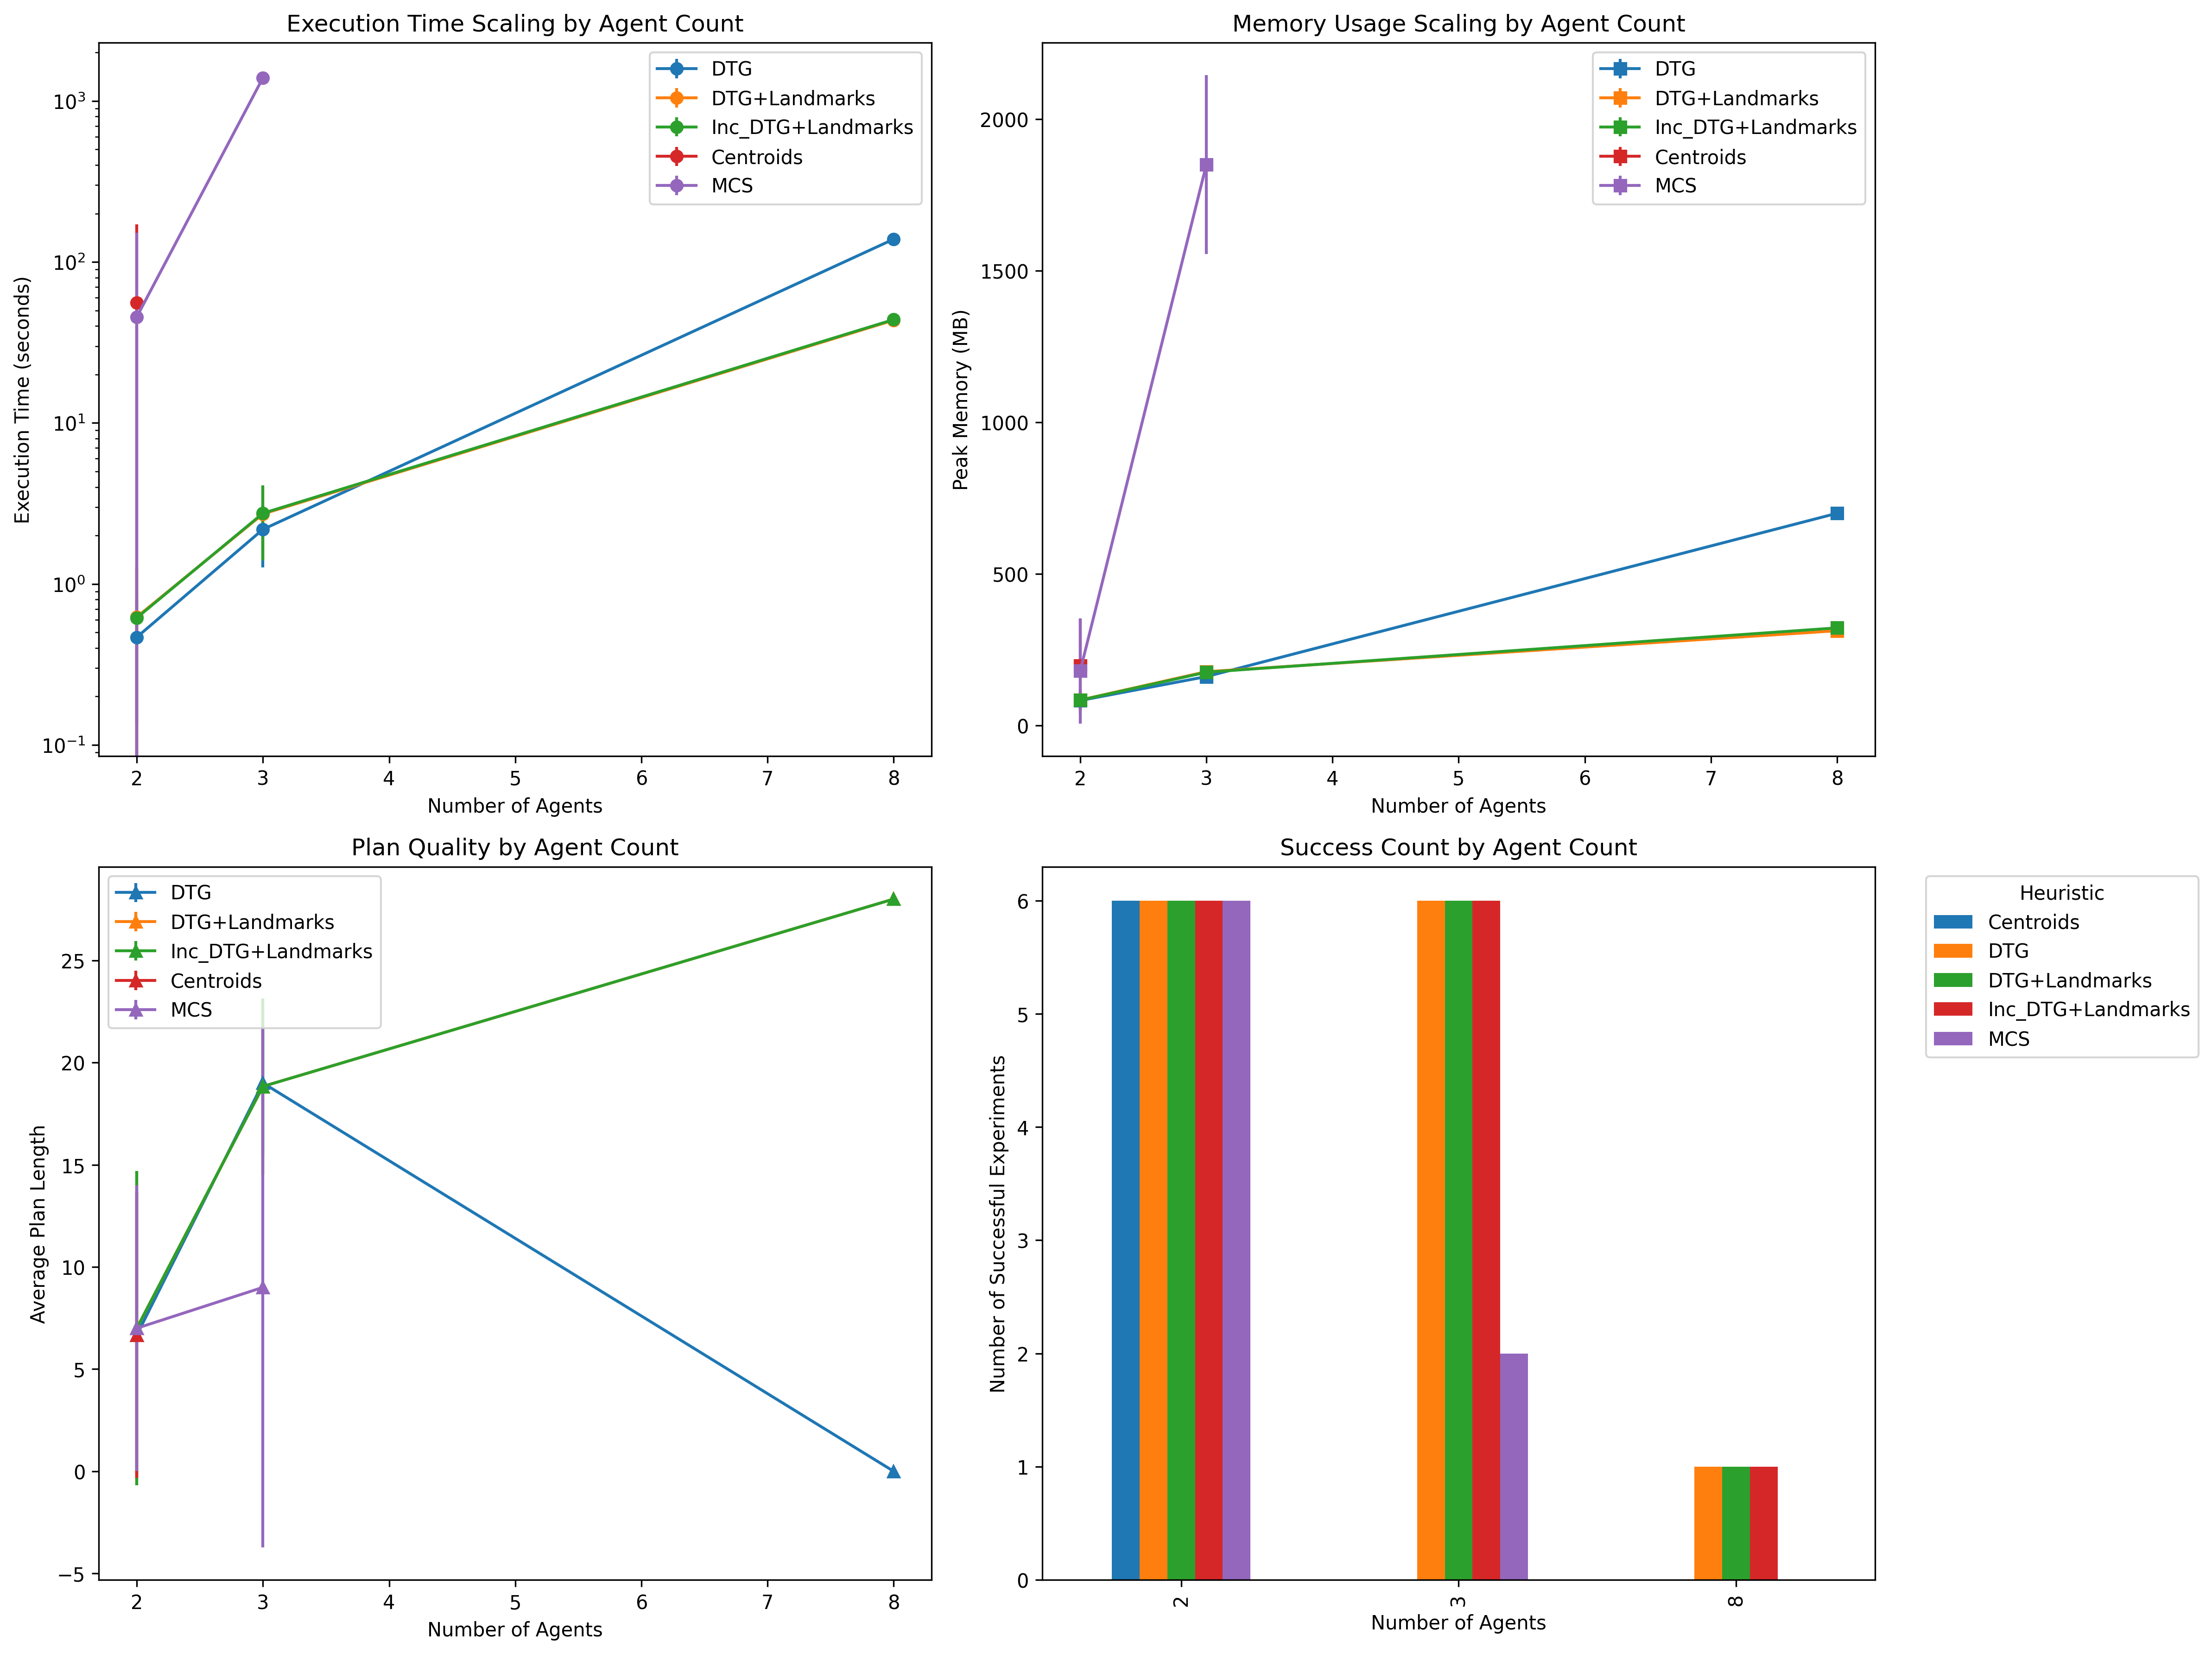 Execution Time Scaling by Agent Count
Execution Time (seconds)
10³
10²
10¹
10⁰
10⁻¹
DTG
DTG+Landmarks
Inc_DTG+Landmarks
Centroids
MCS
2 3 4 5 6 7 8
Number of Agents
Memory Usage Scaling by Agent Count
Peak Memory (MB)
2000
1500
1000
500
0
DTG
DTG+Landmarks
Inc_DTG+Landmarks
Centroids
MCS
2 3 4 5 6 7 8
Number of Agents
Plan Quality by Agent Count
Average Plan Length
25
20
15
10
5
0
−5
DTG
DTG+Landmarks
Inc_DTG+Landmarks
Centroids
MCS
2 3 4 5 6 7 8
Number of Agents
Success Count by Agent Count
Number of Successful Experiments
6
5
4
3
2
1
0
2 3 8
Number of Agents
Heuristic
Centroids
DTG
DTG+Landmarks
Inc_DTG+Landmarks
MCS